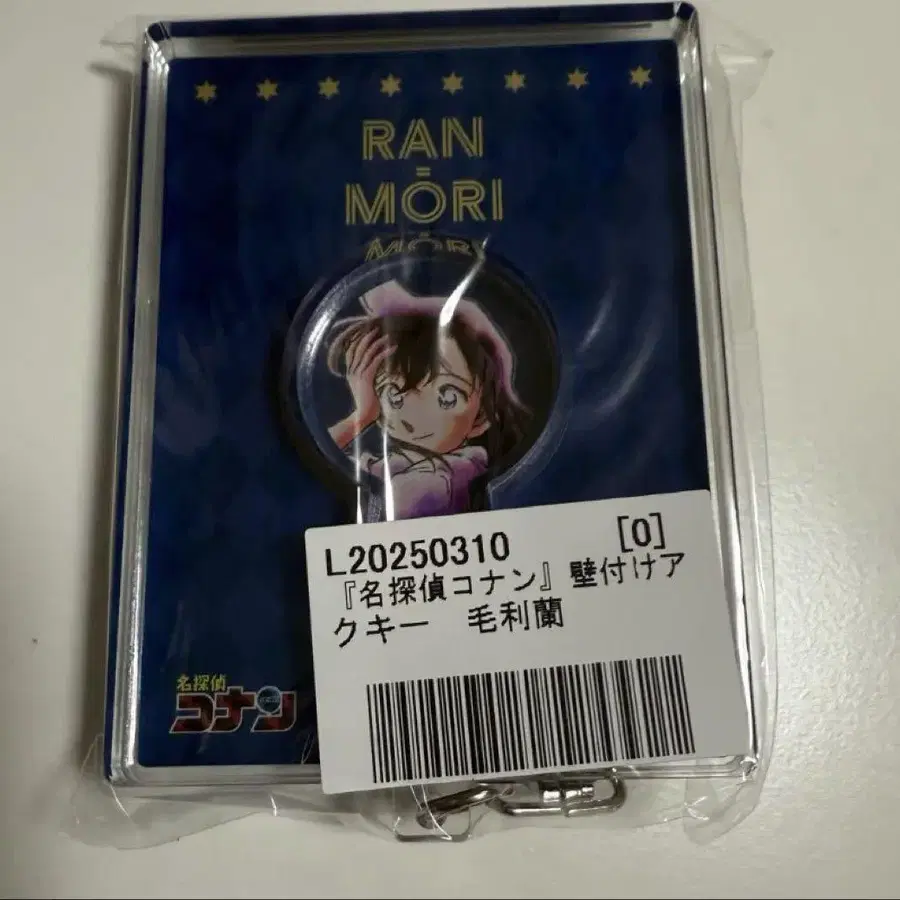 RAN
MŌRI
MŌRI
L20250310 [0]
『名探偵コナン』壁付けア
クキー 毛利蘭
名探偵
コナン